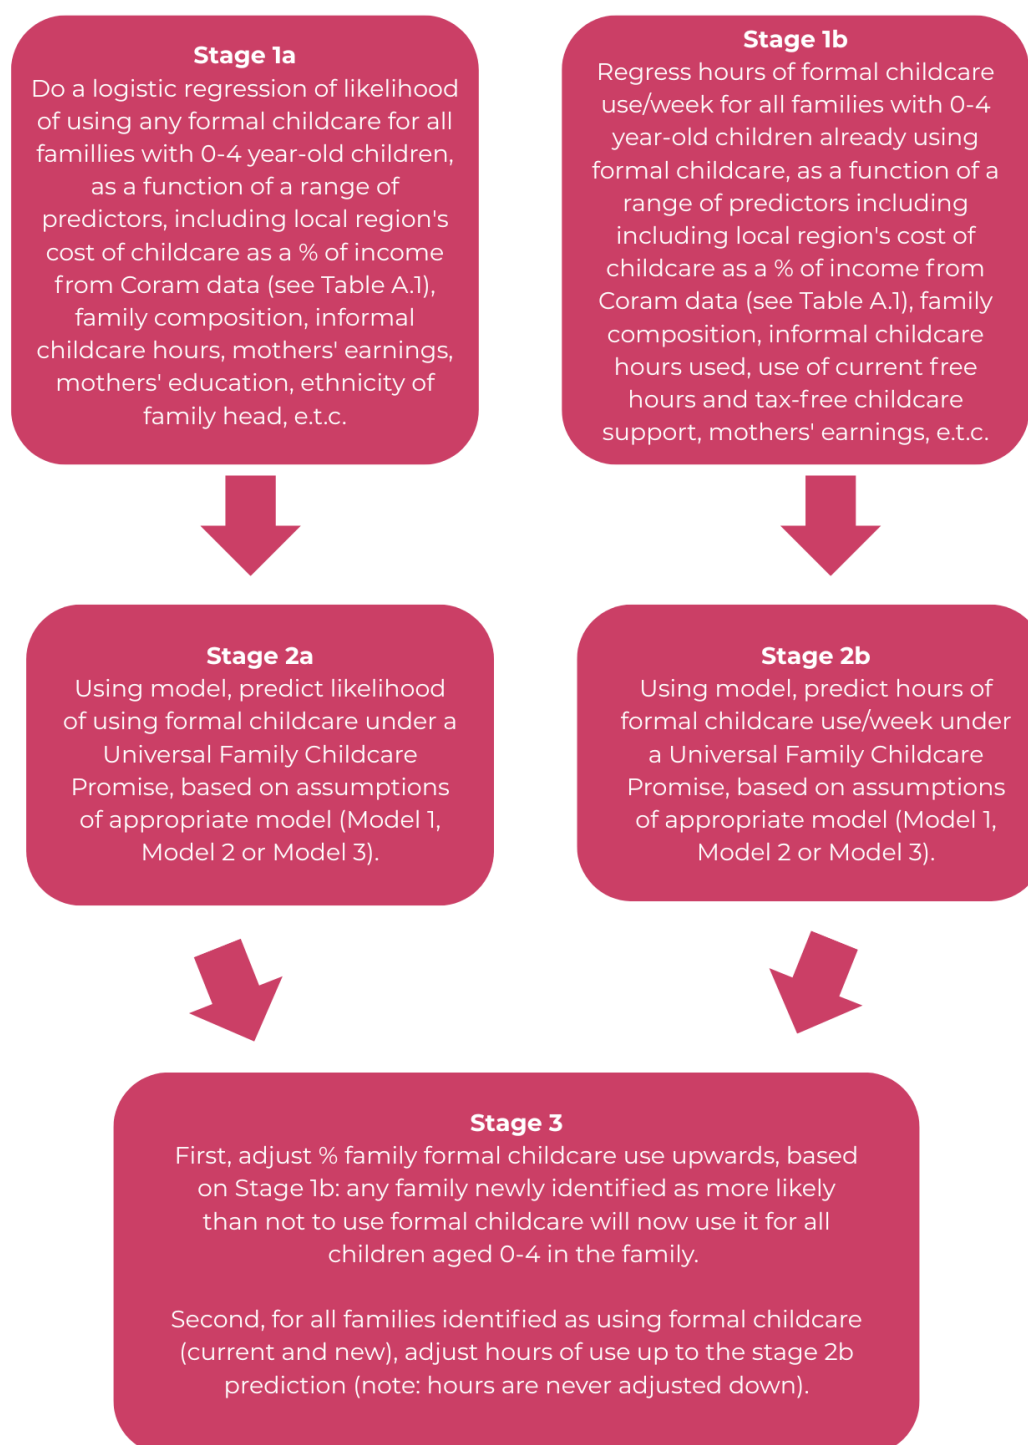 Stage 1a
Do a logistic regression of likelihood
of using any formal childcare for all
famillies with 0-4 year-old children,
as a function of a range of
predictors, including local region's
cost of childcare as a % of income
from Coram data (see Table A.1),
family composition, informal
childcare hours, mothers' earnings,
mothers' education, ethnicity of
family head, e.t.c.
Stage 1b
Regress hours of formal childcare
use/week for all families with 0-4
year-old children already using
formal childcare, as a function of a
range of predictors including
including local region's cost of
childcare as a % of income from
Coram data (see Table A.1), family
composition, informal childcare
hours used, use of current free
hours and tax-free childcare
support, mothers' earnings, e.t.c.
Stage 2a
Using model, predict likelihood
of using formal childcare under a
Universal Family Childcare
Promise, based on assumptions
of appropriate model (Model 1,
Model 2 or Model 3).
Stage 2b
Using model, predict hours of
formal childcare use/week under
a Universal Family Childcare
Promise, based on assumptions
of appropriate model (Model 1,
Model 2 or Model 3).
Stage 3
First, adjust % family formal childcare use upwards, based
on Stage 1b: any family newly identified as more likely
than not to use formal childcare will now use it for all
children aged 0-4 in the family.
Second, for all families identified as using formal childcare
(current and new), adjust hours of use up to the stage 2b
prediction (note: hours are never adjusted down).